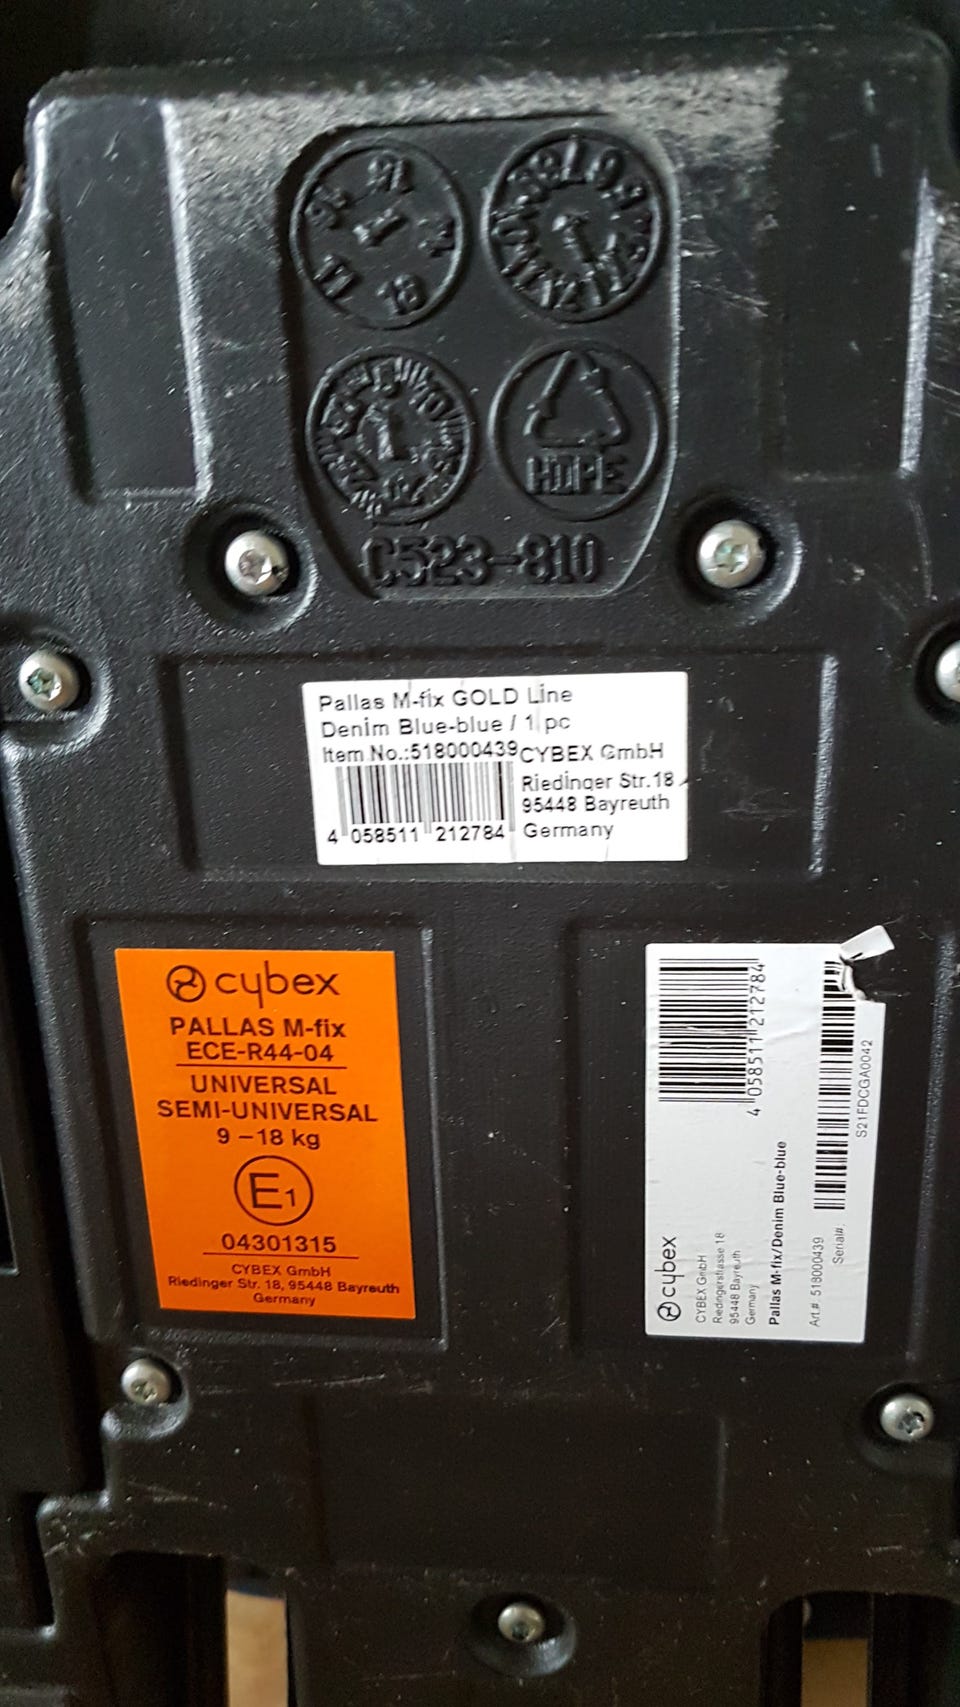 HDPE
C523-810
Pallas M-fix GOLD Line
Denim Blue-blue / 1 pc
Item No.:518000439
CYBEX GmbH
Riedinger Str.18
95448 Bayreuth
Germany
4 058511 212784
cybex
PALLAS M-fix
ECE-R44-04
UNIVERSAL
SEMI-UNIVERSAL
9 – 18 kg
E1
04301315
CYBEX GmbH
Riedinger Str. 18, 95448 Bayreuth
Germany
cybex
CYBEX GmbH
Riedingerstrasse 18
95448 Bayreuth
Germany
Pallas M-fix/Denim Blue-blue
4 058511 212784
Art.#: 518000439
Serial#:
S21FDCGA0042